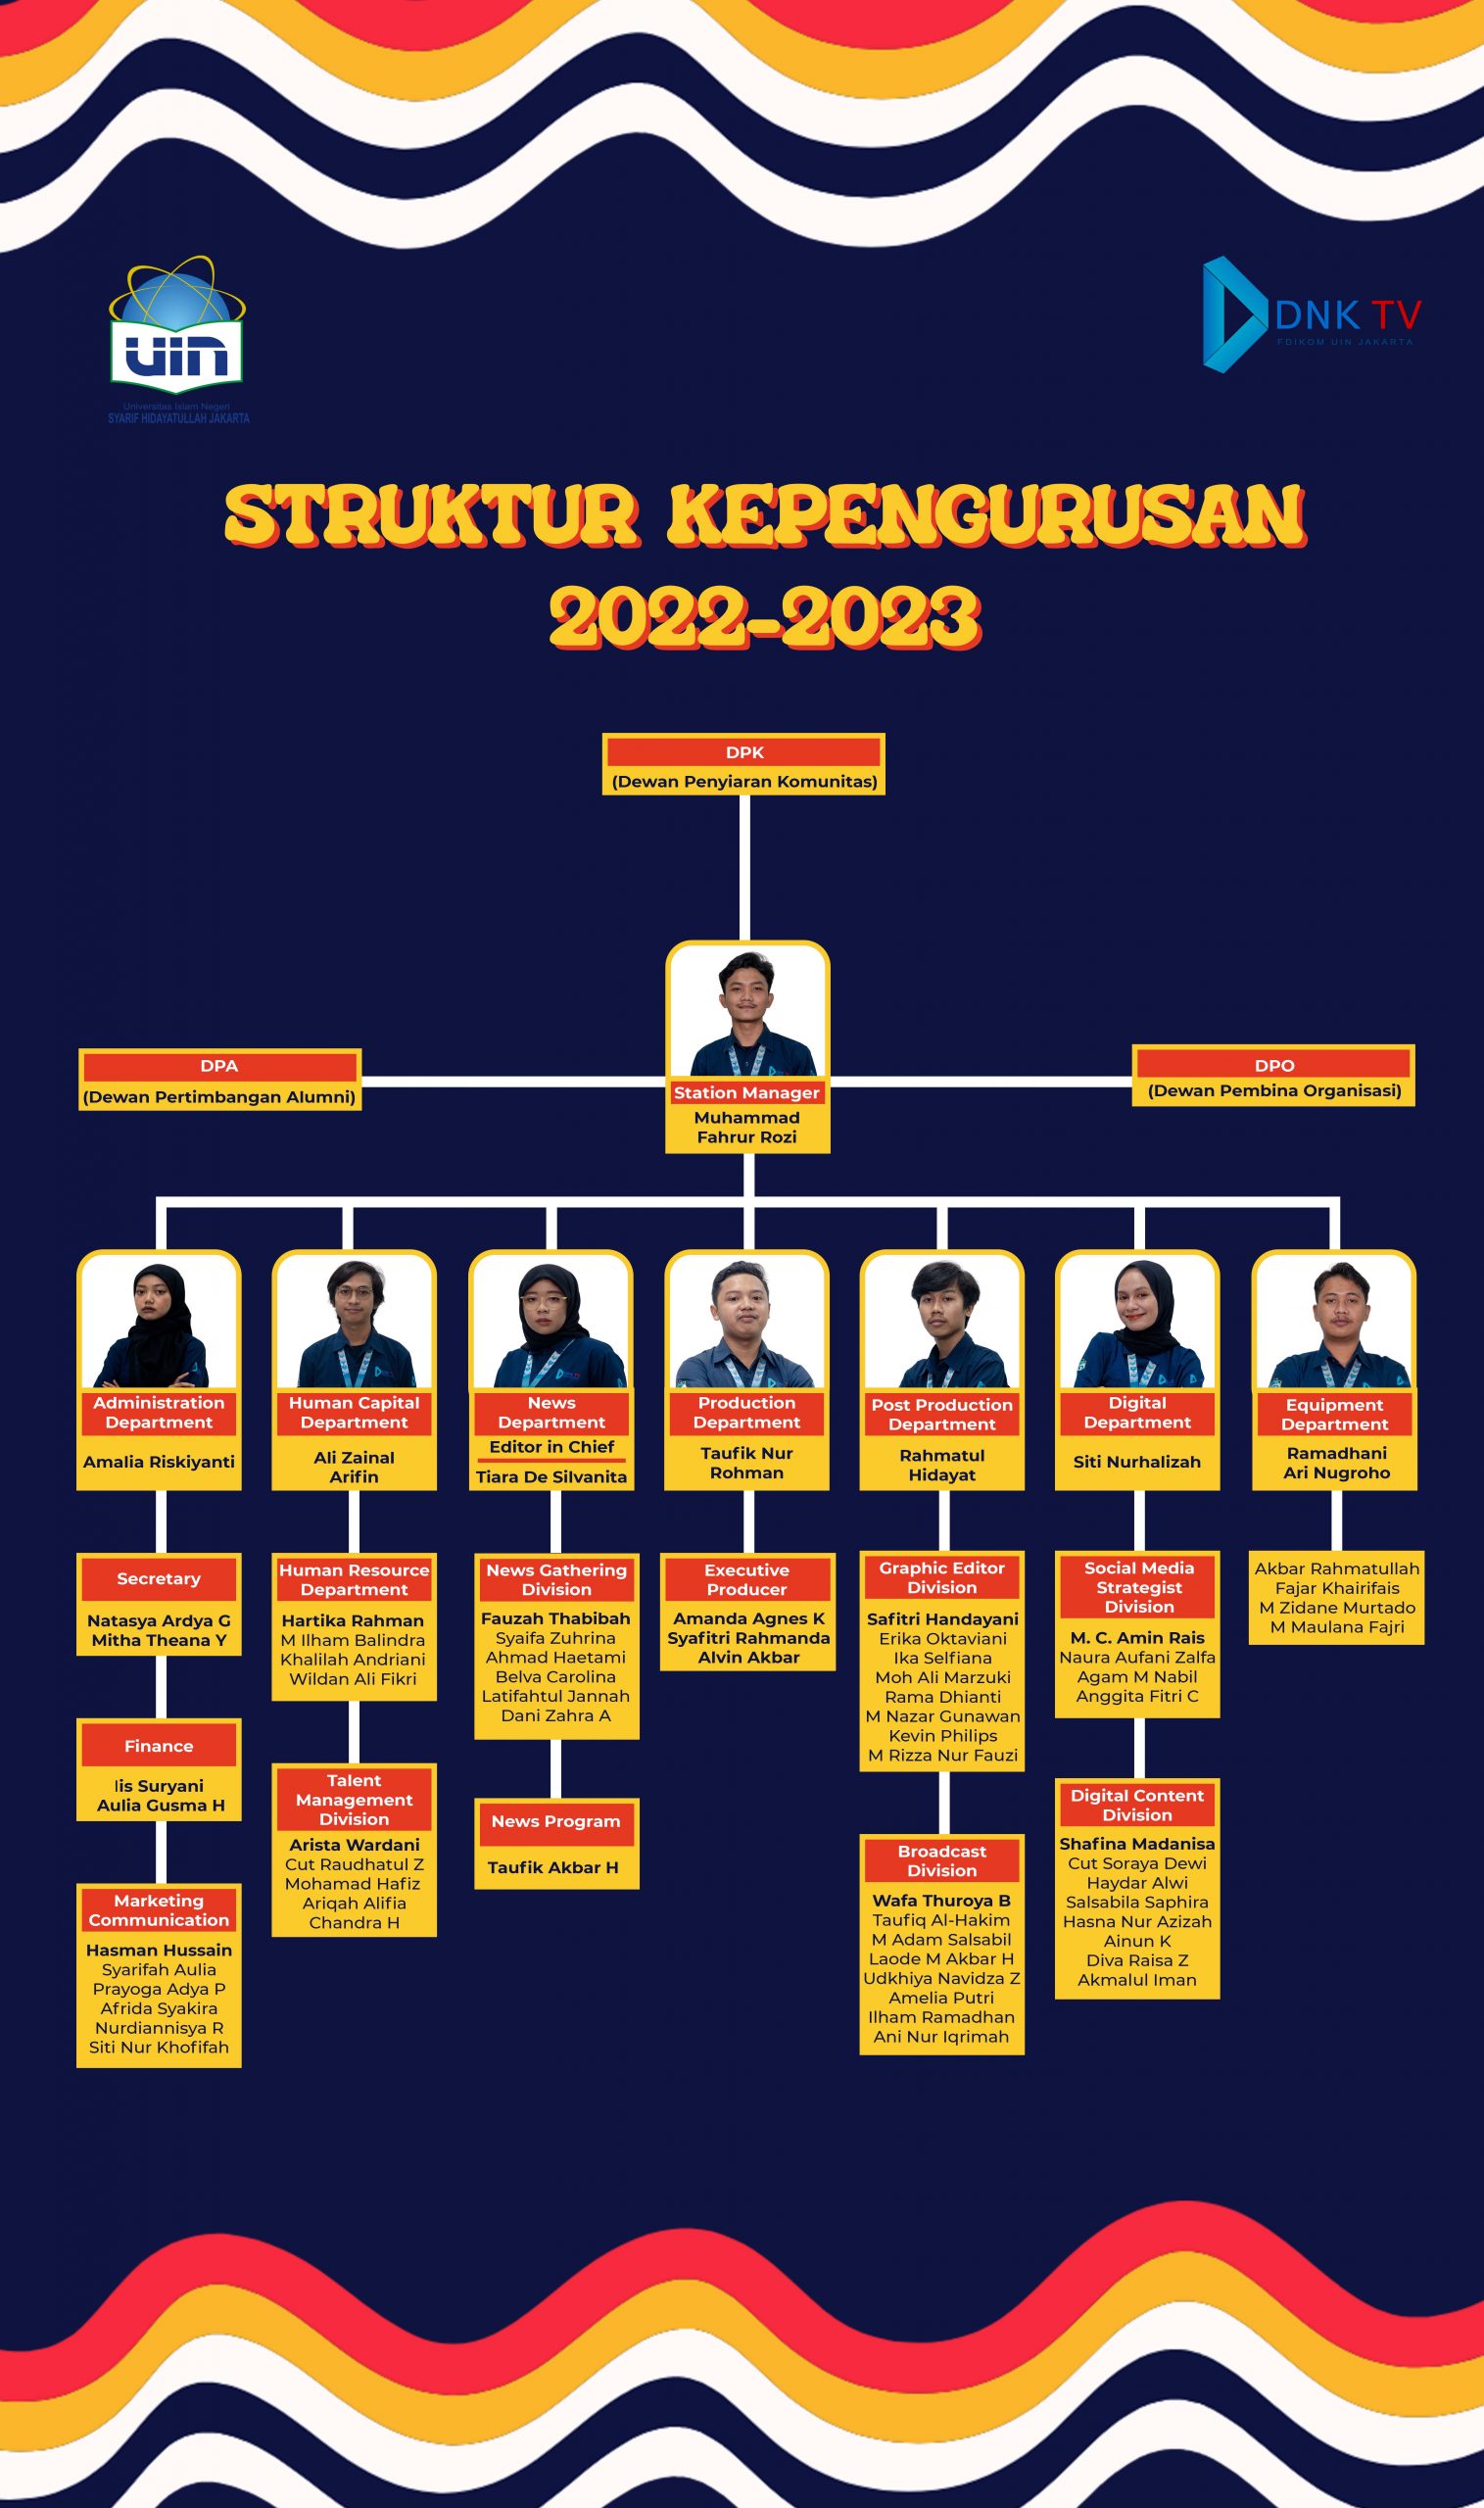 uin
Universitas Islam Negeri
SYARIF HIDAYATULLAH JAKARTA
DNK TV
FDIKOM UIN JAKARTA
STRUKTUR KEPENGURUSAN
2022-2023
DPK
(Dewan Penyiaran Komunitas)
DPA
(Dewan Pertimbangan Alumni)
Station Manager
Muhammad
Fahrur Rozi
DPO
(Dewan Pembina Organisasi)
Administration
Department
Amalia Riskiyanti
Secretary
Natasya Ardya G
Mitha Theana Y
Finance
Iis Suryani
Aulia Gusma H
Marketing
Communication
Hasman Hussain
Syarifah Aulia
Prayoga Adya P
Afrida Syakira
Nurdiannisya R
Siti Nur Khofifah
Human Capital
Department
Ali Zainal
Arifin
Human Resource
Department
Hartika Rahman
M Ilham Balindra
Khalilah Andriani
Wildan Ali Fikri
Talent
Management
Division
Arista Wardani
Cut Raudhatul Z
Mohamad Hafiz
Ariqah Alifia
Chandra H
News
Department
Editor in Chief
Tiara De Silvanita
News Gathering
Division
Fauzah Thabibah
Syaifa Zuhrina
Ahmad Haetami
Belva Carolina
Latifahtul Jannah
Dani Zahra A
News Program
Taufik Akbar H
Production
Department
Taufik Nur
Rohman
Executive
Producer
Amanda Agnes K
Syafitri Rahmanda
Alvin Akbar
Post Production
Department
Rahmatul
Hidayat
Graphic Editor
Division
Safitri Handayani
Erika Oktaviani
Ika Selfiana
Moh Ali Marzuki
Rama Dhianti
M Nazar Gunawan
Kevin Philips
M Rizza Nur Fauzi
Broadcast
Division
Wafa Thuroya B
Taufiq Al-Hakim
M Adam Salsabil
Laode M Akbar H
Udkhiya Navidza Z
Amelia Putri
Ilham Ramadhan
Ani Nur Iqrimah
Digital
Department
Siti Nurhalizah
Social Media
Strategist
Division
M. C. Amin Rais
Naura Aufani Zalfa
Agam M Nabil
Anggita Fitri C
Digital Content
Division
Shafina Madanisa
Cut Soraya Dewi
Haydar Alwi
Salsabila Saphira
Hasna Nur Azizah
Ainun K
Diva Raisa Z
Akmalul Iman
Equipment
Department
Ramadhani
Ari Nugroho
Akbar Rahmatullah
Fajar Khairifais
M Zidane Murtado
M Maulana Fajri